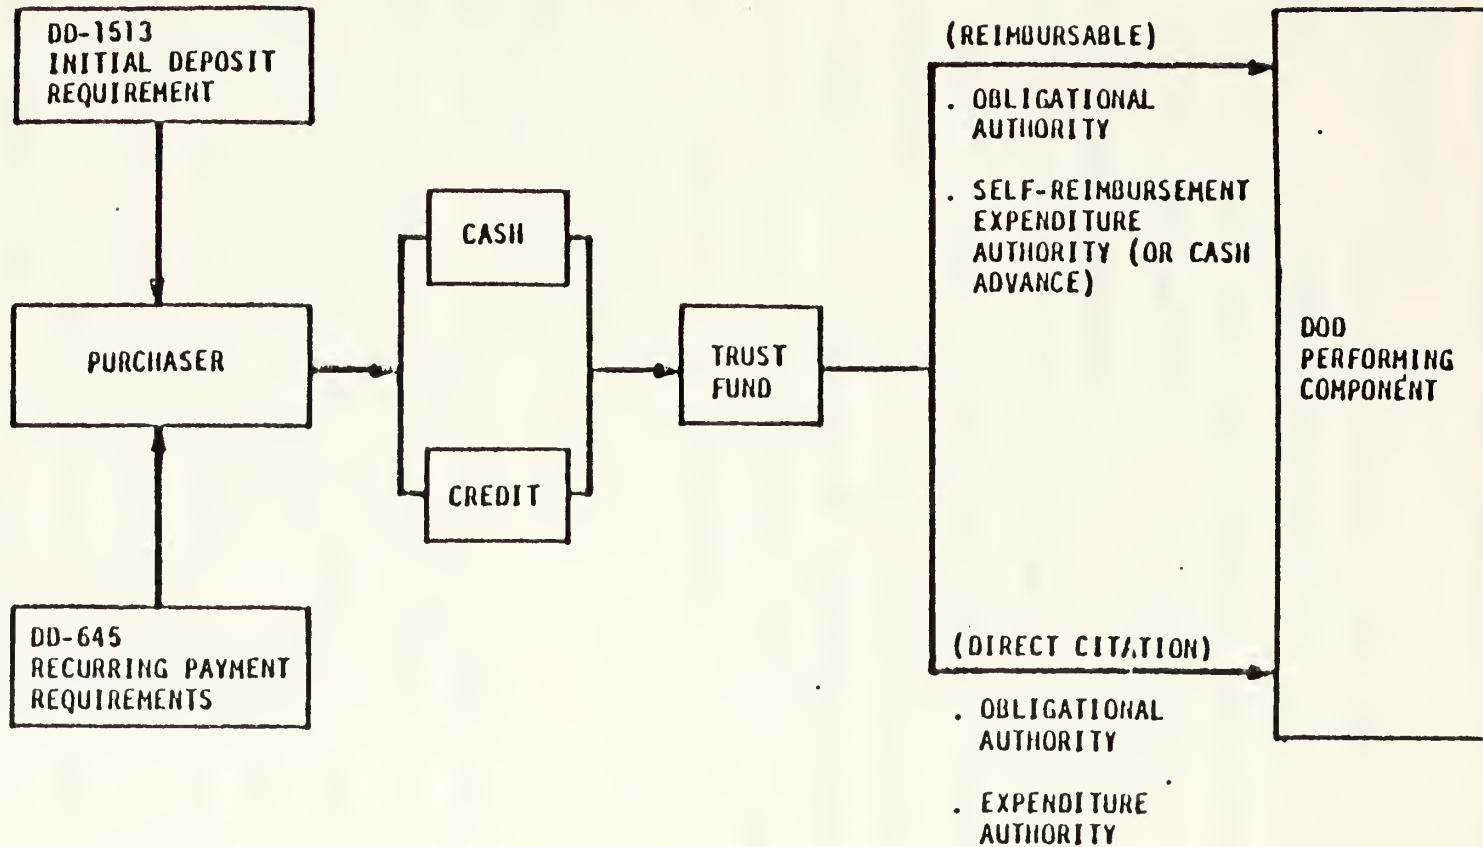 DD-1513
INITIAL DEPOSIT
REQUIREMENT
PURCHASER
DD-645
RECURRING PAYMENT
REQUIREMENTS
CASH
CREDIT
TRUST
FUND
(REIMBURSABLE)
. OBLIGATIONAL
AUTHORITY
. SELF-REIMBURSEMENT
EXPENDITURE
AUTHORITY (OR CASH
ADVANCE)
(DIRECT CITATION)
. OBLIGATIONAL
AUTHORITY
. EXPENDITURE
AUTHORITY
DOD
PERFORMING
COMPONENT